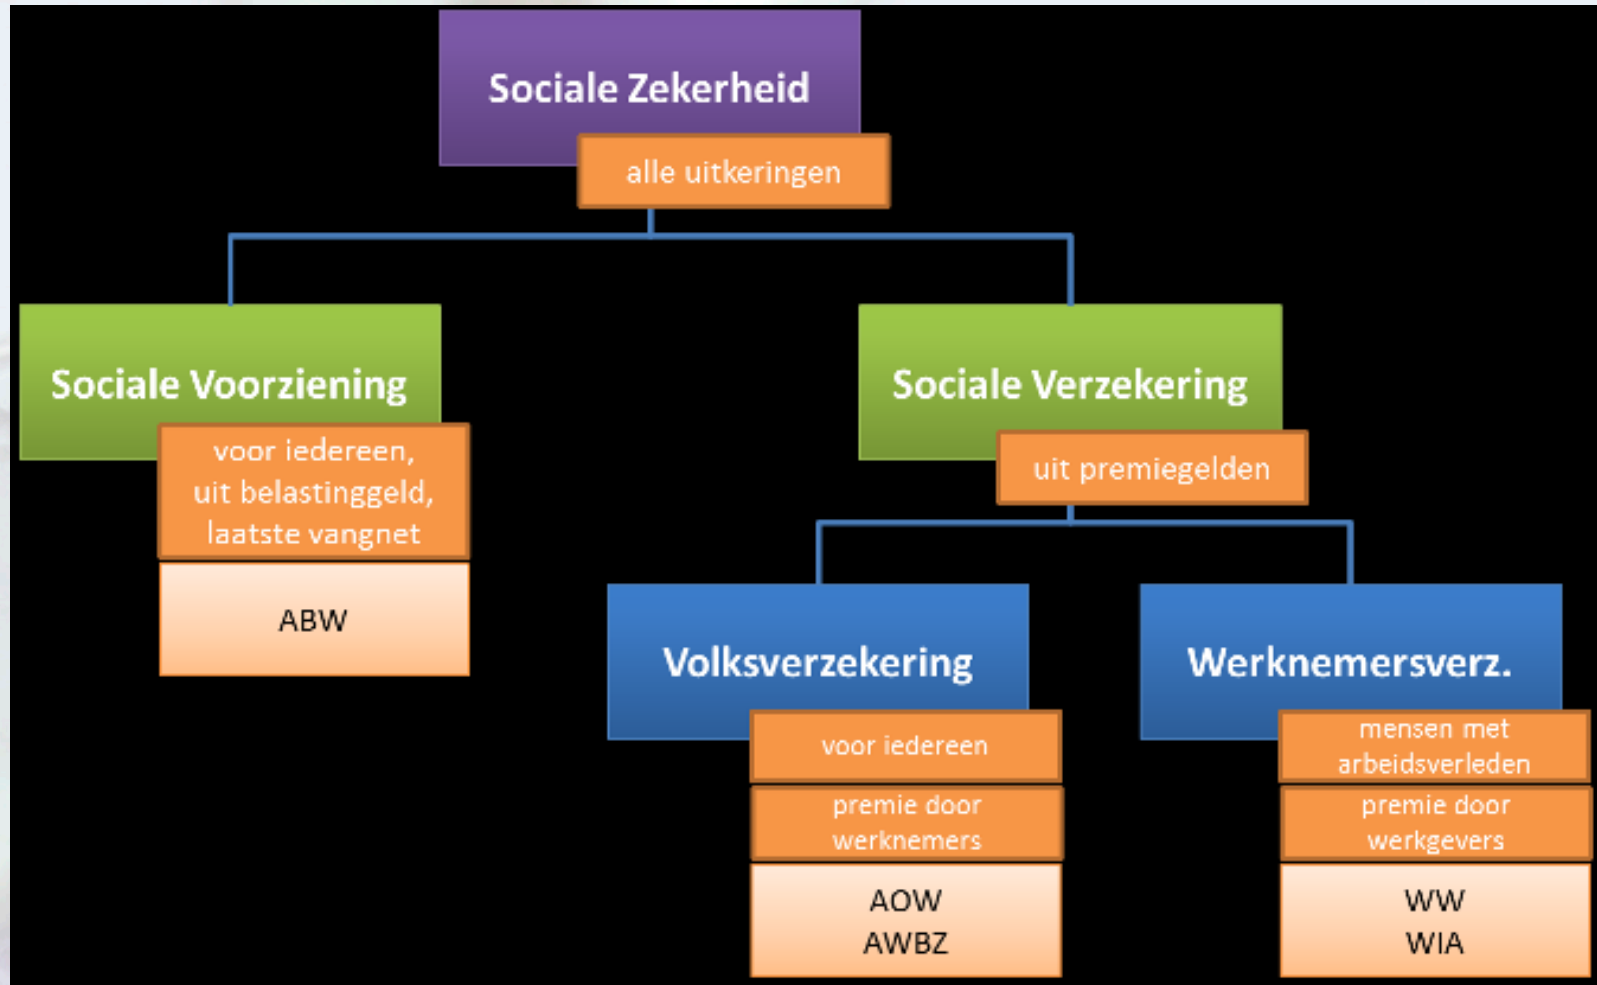 Sociale Zekerheid
alle uitkeringen
Sociale Voorziening
voor iedereen,
uit belastinggeld,
laatste vangnet
ABW
Sociale Verzekering
uit premiegelden
Volksverzekering
voor iedereen
premie door
werknemers
AOW
AWBZ
Werknemersverz.
mensen met
arbeidsverleden
premie door
werkgevers
WW
WIA